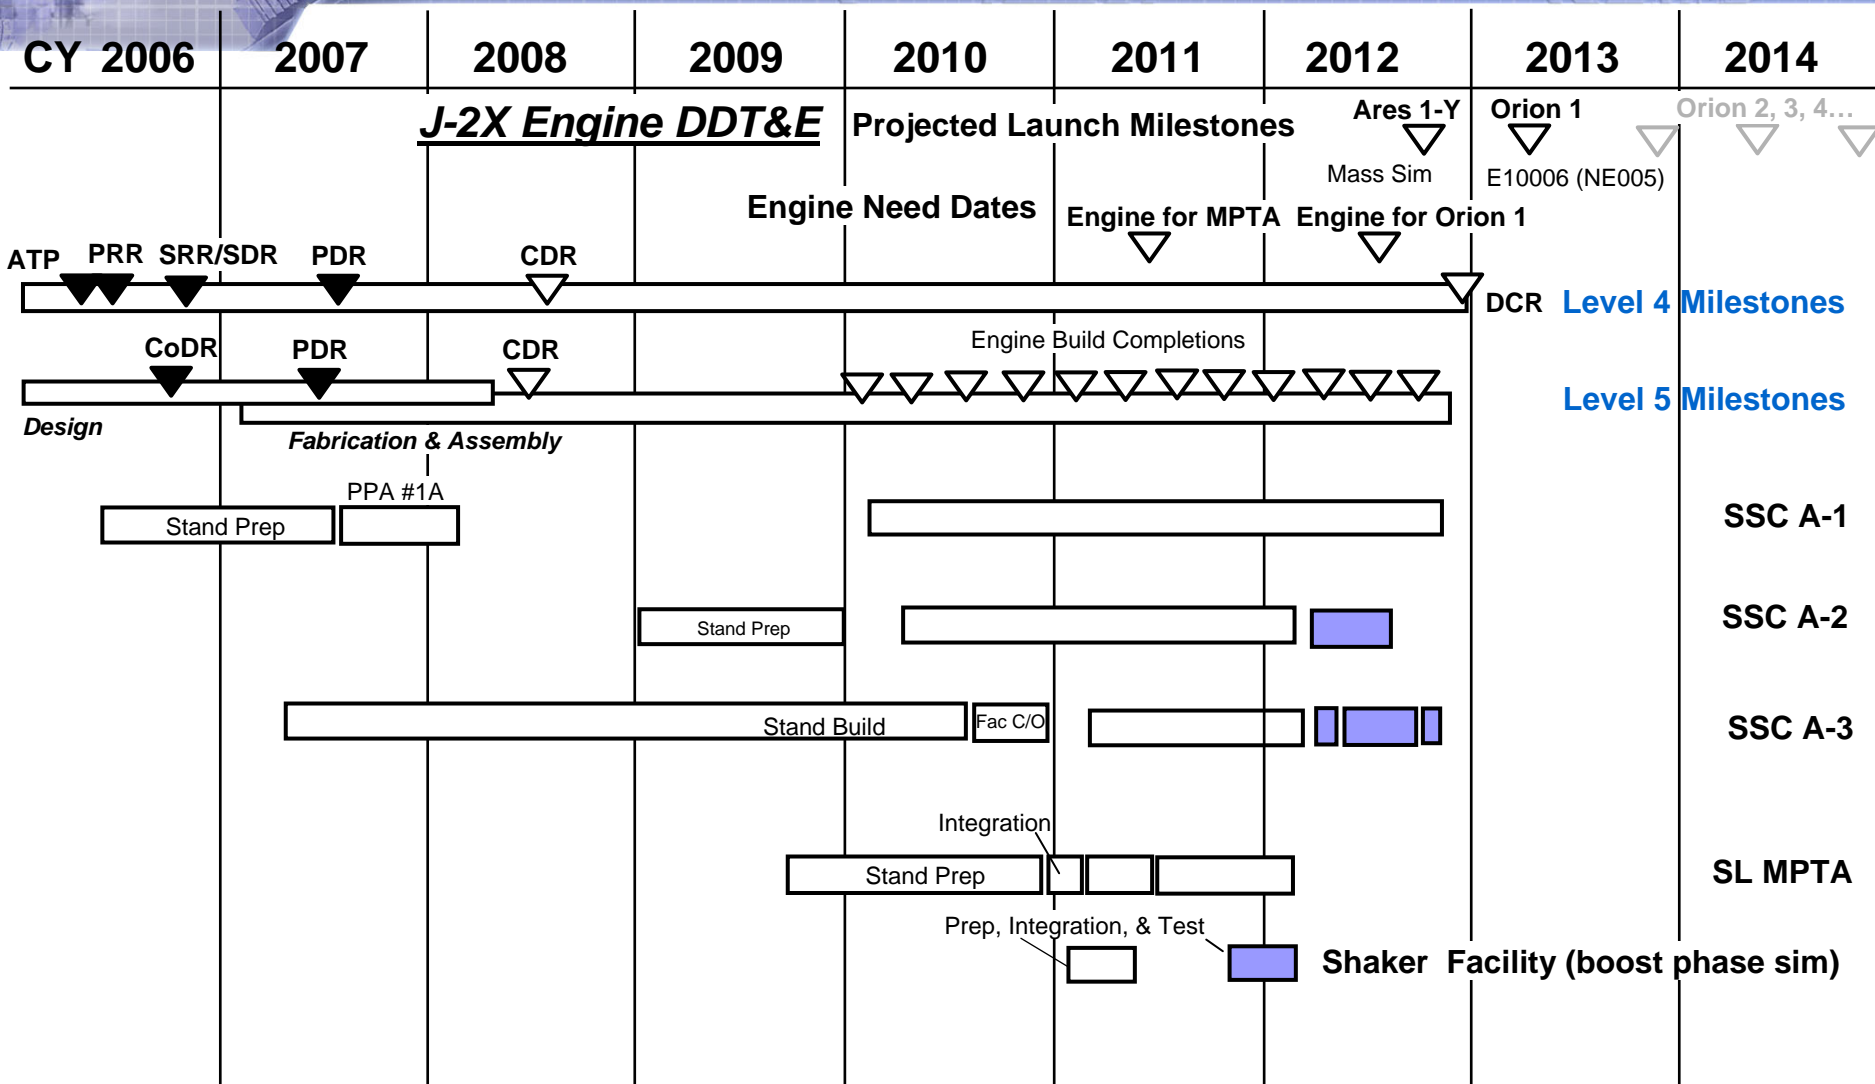 CY 2006 2007 2008 2009 2010 2011 2012 2013 2014
J-2X Engine DDT&E Projected Launch Milestones Ares 1-Y Orion 1 Orion 2, 3, 4…
Mass Sim E10006 (NE005)
Engine Need Dates Engine for MPTA Engine for Orion 1
ATP PRR SRR/SDR PDR CDR
DCR Level 4 Milestones
Engine Build Completions
CoDR PDR CDR
Level 5 Milestones
Design
Fabrication & Assembly
PPA #1A
Stand Prep SSC A-1
Stand Prep SSC A-2
Stand Build Fac C/O SSC A-3
Integration
Stand Prep SL MPTA
Prep, Integration, & Test
Shaker Facility (boost phase sim)